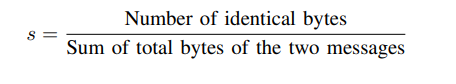 s = Number of identical bytes
Sum of total bytes of the two messages